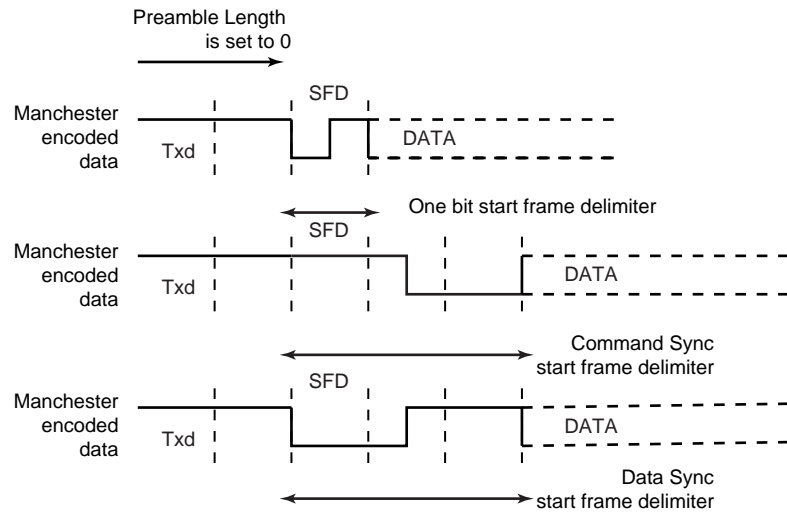 Preamble Length
is set to 0
SFD
Manchester
encoded
data
Txd
DATA
One bit start frame delimiter
SFD
Manchester
encoded
data
Txd
DATA
Command Sync
start frame delimiter
SFD
Manchester
encoded
data
Txd
DATA
Data Sync
start frame delimiter